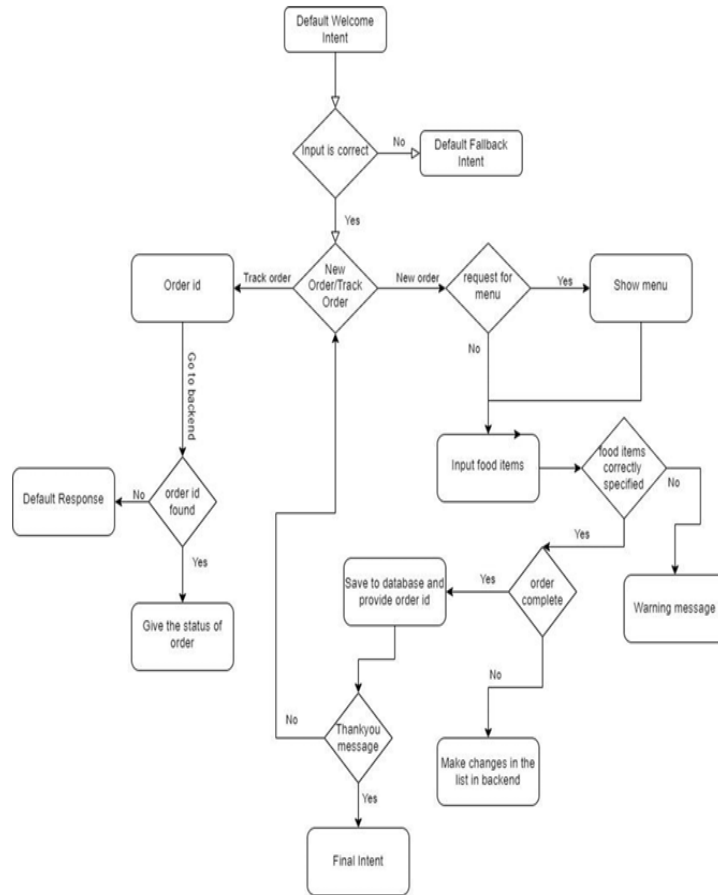 Default Welcome
Intent
Input is correct
No
Default Fallback
Intent
Yes
Order id
Track order
New
Order/Track
Order
New order
request for
menu
Yes
Show menu
No
Go to backend
Input food items
food items
correctly
specified
No
Default Response
No
order id
found
Yes
Yes
Save to database and
provide order id
Yes
order
complete
Warning message
Give the status of
order
No
No
Thankyou
message
Make changes in the
list in backend
Yes
Final Intent